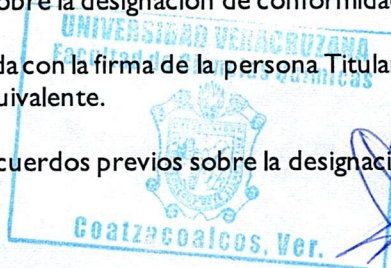 obre la designación de conformida
UNIVERSIDAD VERACRUZANA
Facultad de Ciencias Químicas
da con la firma de la persona Titula
uivalente.
cuerdos previos sobre la designaci
Coatzacoalcos, Ver.